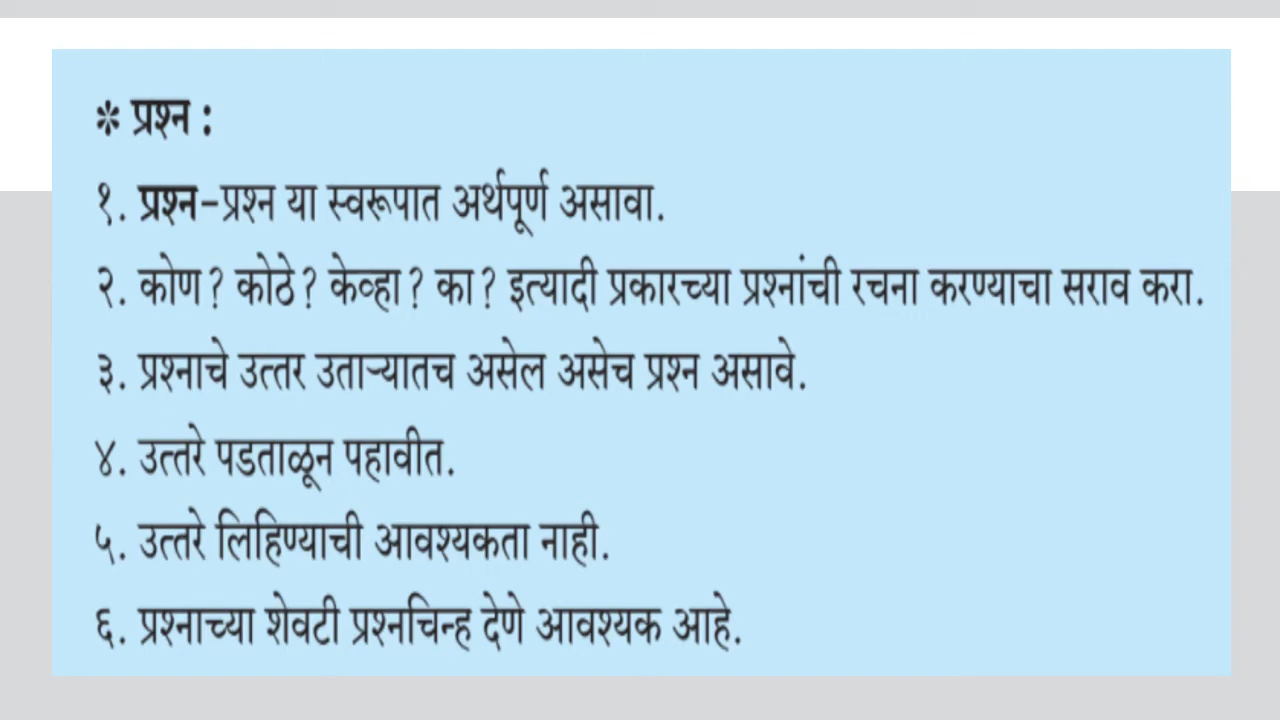 * प्रश्न :
१. प्रश्न-प्रश्न या स्वरूपात अर्थपूर्ण असावा.
२. कोण? कोठे? केव्हा? का? इत्यादी प्रकारच्या प्रश्नांची रचना करण्याचा सराव करा.
३. प्रश्नाचे उत्तर उताऱ्यातच असेल असेच प्रश्न असावे.
४. उत्तरे पडताळून पहावीत.
५. उत्तरे लिहिण्याची आवश्यकता नाही.
६. प्रश्नाच्या शेवटी प्रश्नचिन्ह देणे आवश्यक आहे.